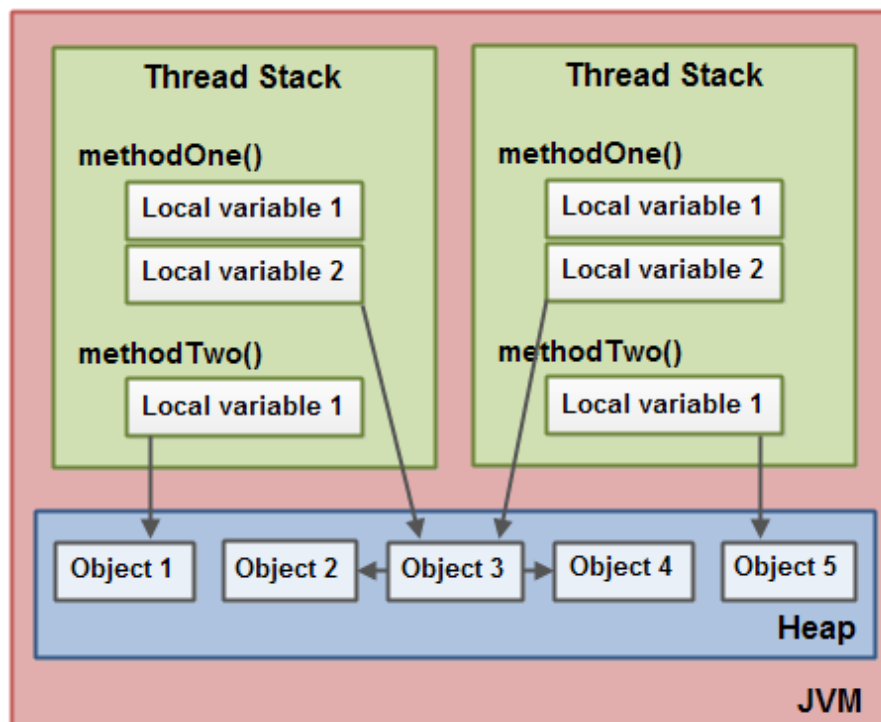 Thread Stack
methodOne()
Local variable 1
Local variable 2
methodTwo()
Local variable 1
Thread Stack
methodOne()
Local variable 1
Local variable 2
methodTwo()
Local variable 1
Object 1
Object 2
Object 3
Object 4
Object 5
Heap
JVM